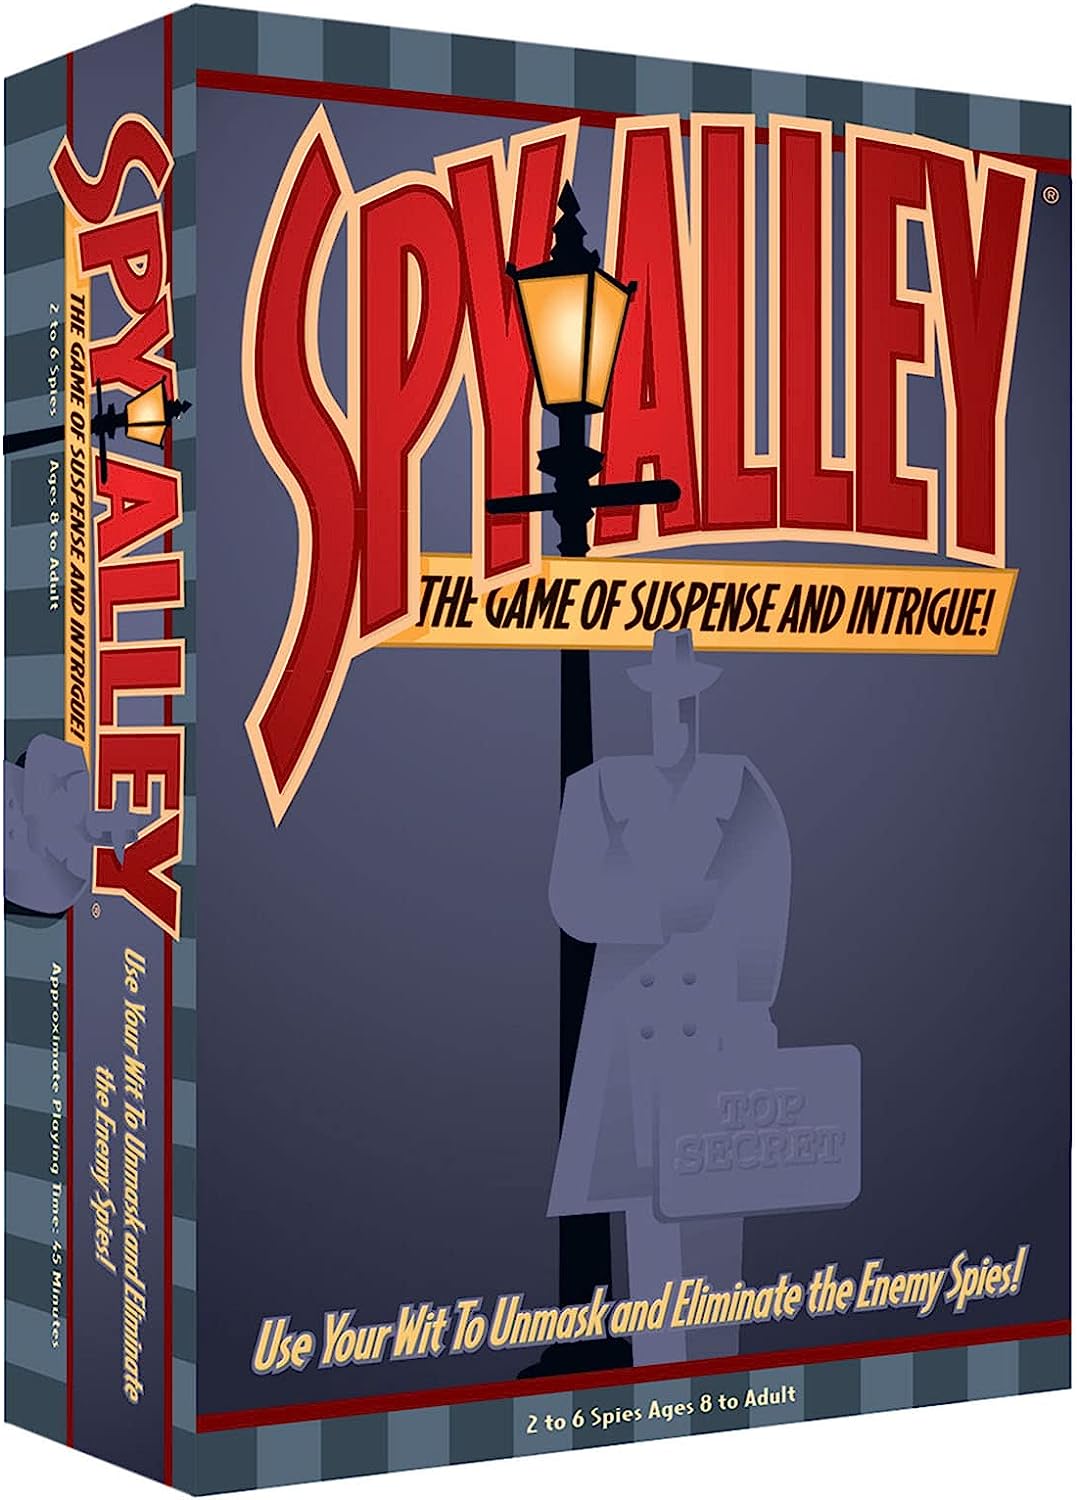 SPY ALLEY
THE GAME OF SUSPENSE AND INTRIGUE!
2 to 6 Spies Ages 8 to Adult
Use Your Wit To Unmask and Eliminate
the Enemy Spies!
Approximate Playing Time: 45 Minutes
SPY ALLEY®
THE GAME OF SUSPENSE AND INTRIGUE!
TOP
SECRET
Use Your Wit To Unmask and Eliminate the Enemy Spies!
2 to 6 Spies Ages 8 to Adult